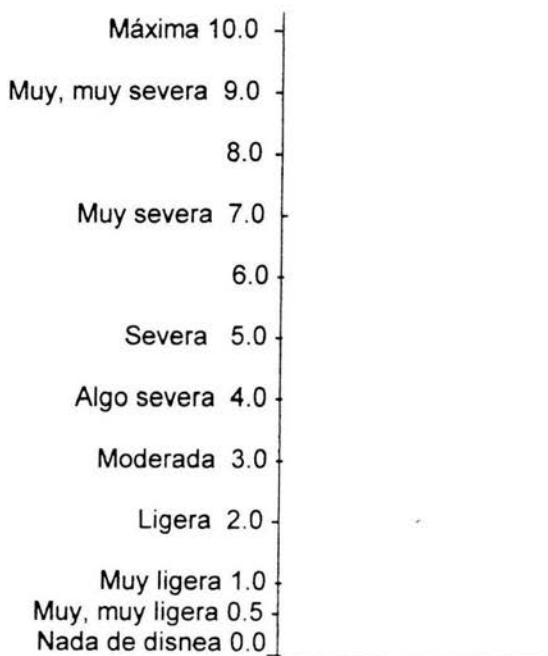 Máxima 10.0
Muy, muy severa 9.0
8.0
Muy severa 7.0
6.0
Severa 5.0
Algo severa 4.0
Moderada 3.0
Ligera 2.0
Muy ligera 1.0
Muy, muy ligera 0.5
Nada de disnea 0.0